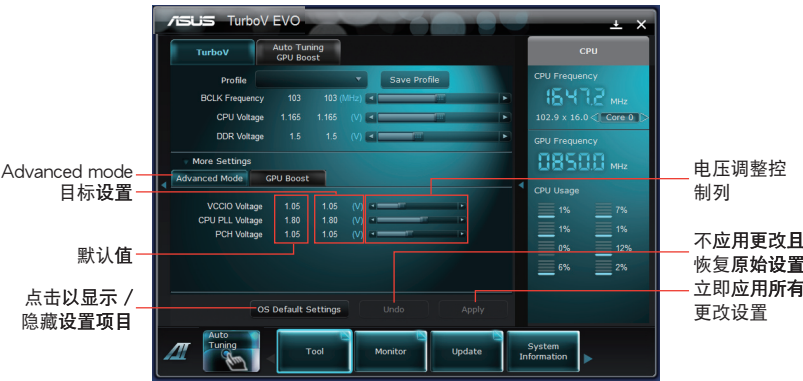 ASUS TurboV EVO
TurboV
Auto Tuning
GPU Boost
Profile
Save Profile
BCLK Frequency 103 103 (MHz)
CPU Voltage 1.165 1.165 (V)
DDR Voltage 1.5 1.5 (V)
More Settings
Advanced Mode
GPU Boost
VCCIO Voltage 1.05 1.05 (V)
CPU PLL Voltage 1.80 1.80 (V)
PCH Voltage 1.05 1.05 (V)
OS Default Settings
Undo
Apply
CPU
CPU Frequency
1647.2 MHz
102.9 x 16.0 < Core 0 >
GPU Frequency
0850.0 MHz
CPU Usage
1% 7%
1% 1%
0% 12%
6% 2%
Auto
Tuning
Tool
Monitor
Update
System
Information
Advanced mode
目标设置
默认值
点击以显示 /
隐藏设置项目
电压调整控
制列
不应用更改且
恢复原始设置
立即应用所有
更改设置